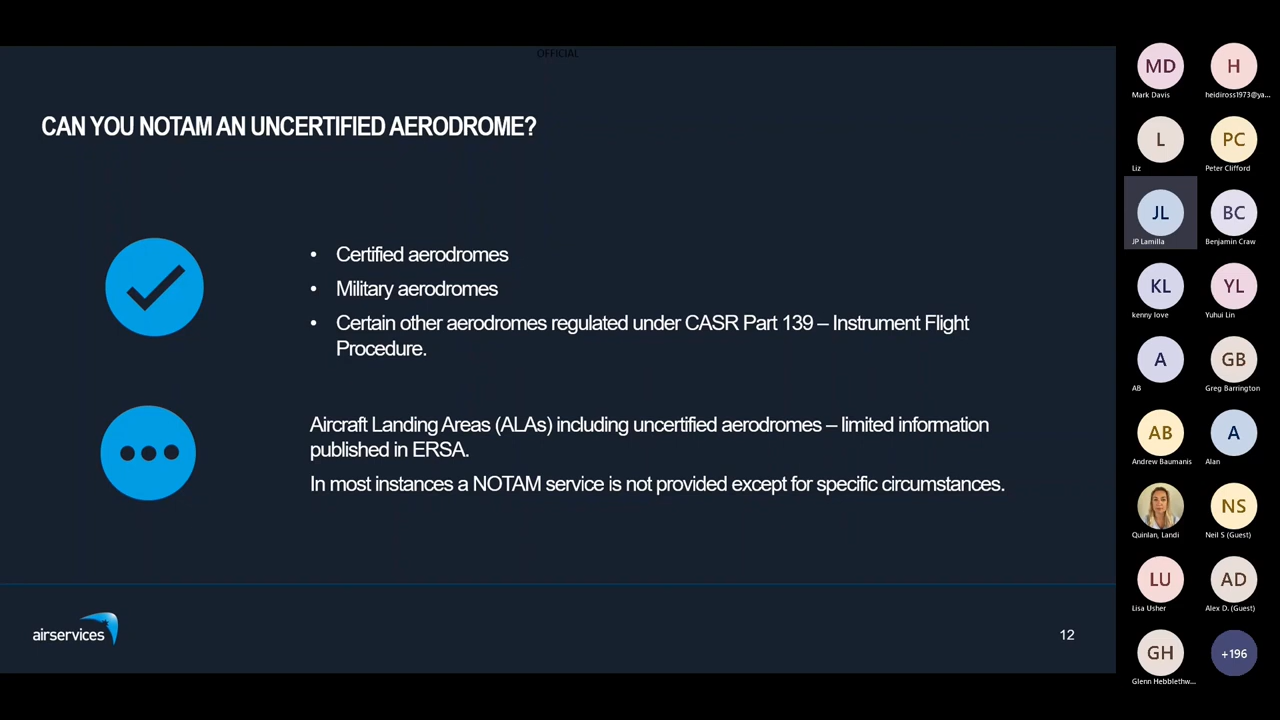 OFFICIAL
CAN YOU NOTAM AN UNCERTIFIED AERODROME?
• Certified aerodromes
• Military aerodromes
• Certain other aerodromes regulated under CASR Part 139 – Instrument Flight
Procedure.
Aircraft Landing Areas (ALAs) including uncertified aerodromes – limited information
published in ERSA.
In most instances a NOTAM service is not provided except for specific circumstances.
airservices
12
MD
Mark Davis
H
heidiross1973@ya...
L
Liz
PC
Peter Clifford
JL
JP Lamilla
BC
Benjamin Craw
KL
kenny love
YL
Yuhui Lin
A
AB
GB
Greg Barrington
AB
Andrew Baumanis
A
Alan
Quinlan, Landi
NS
Neil S (Guest)
LU
Lisa Usher
AD
Alex D. (Guest)
GH
Glenn Hebblethw...
+196